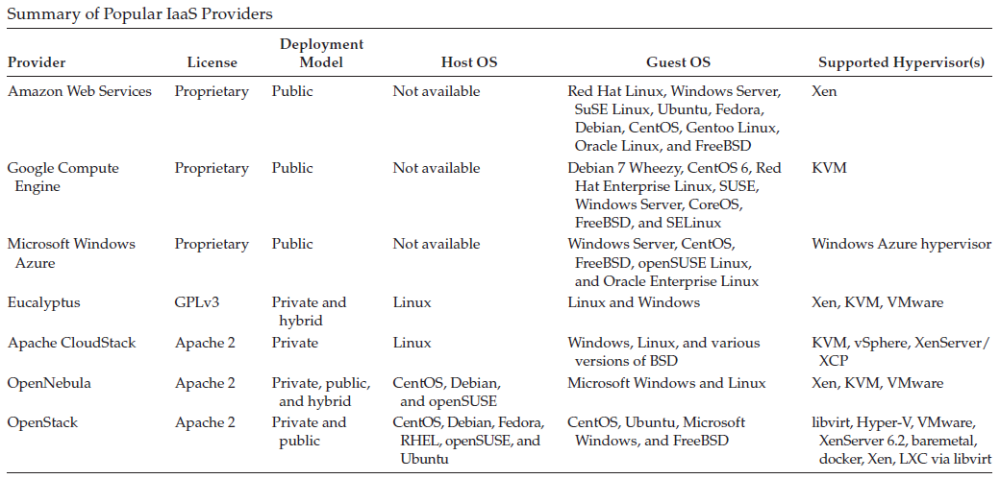 Summary of Popular IaaS Providers
Deployment
Provider License Model Host OS Guest OS Supported Hypervisor(s)
Amazon Web Services Proprietary Public Not available Red Hat Linux, Windows Server, Xen
SuSE Linux, Ubuntu, Fedora,
Debian, CentOS, Gentoo Linux,
Oracle Linux, and FreeBSD
Google Compute Proprietary Public Not available Debian 7 Wheezy, CentOS 6, Red KVM
Engine Hat Enterprise Linux, SUSE,
Windows Server, CoreOS,
FreeBSD, and SELinux
Microsoft Windows Proprietary Public Not available Windows Server, CentOS, Windows Azure hypervisor
Azure FreeBSD, openSUSE Linux,
and Oracle Enterprise Linux
Eucalyptus GPLv3 Private and Linux Linux and Windows Xen, KVM, VMware
hybrid
Apache CloudStack Apache 2 Private Linux Windows, Linux, and various KVM, vSphere, XenServer/
versions of BSD XCP
OpenNebula Apache 2 Private, public, CentOS, Debian, Microsoft Windows and Linux Xen, KVM, VMware
and hybrid and openSUSE
OpenStack Apache 2 Private and CentOS, Debian, Fedora, CentOS, Ubuntu, Microsoft libvirt, Hyper-V, VMware,
public RHEL, openSUSE, and Windows, and FreeBSD XenServer 6.2, baremetal,
Ubuntu docker, Xen, LXC via libvirt